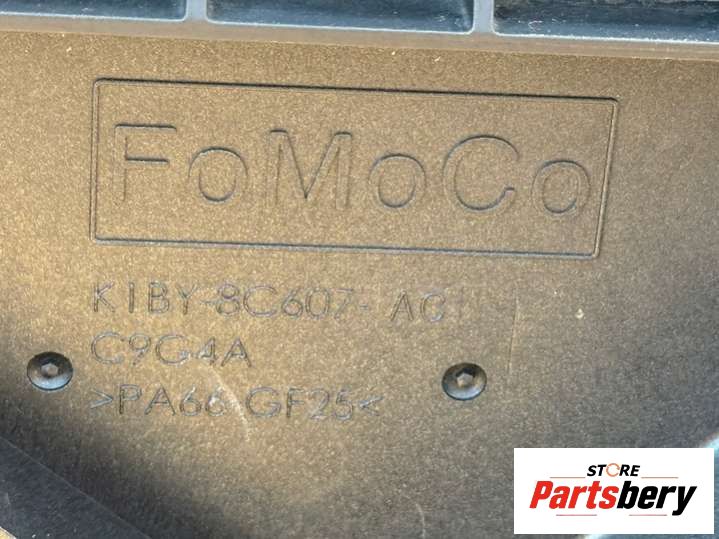 FoMoCo
K1BY-8C607-AC
C9G4A
>PA66 GF25<
STORE
Partsbery